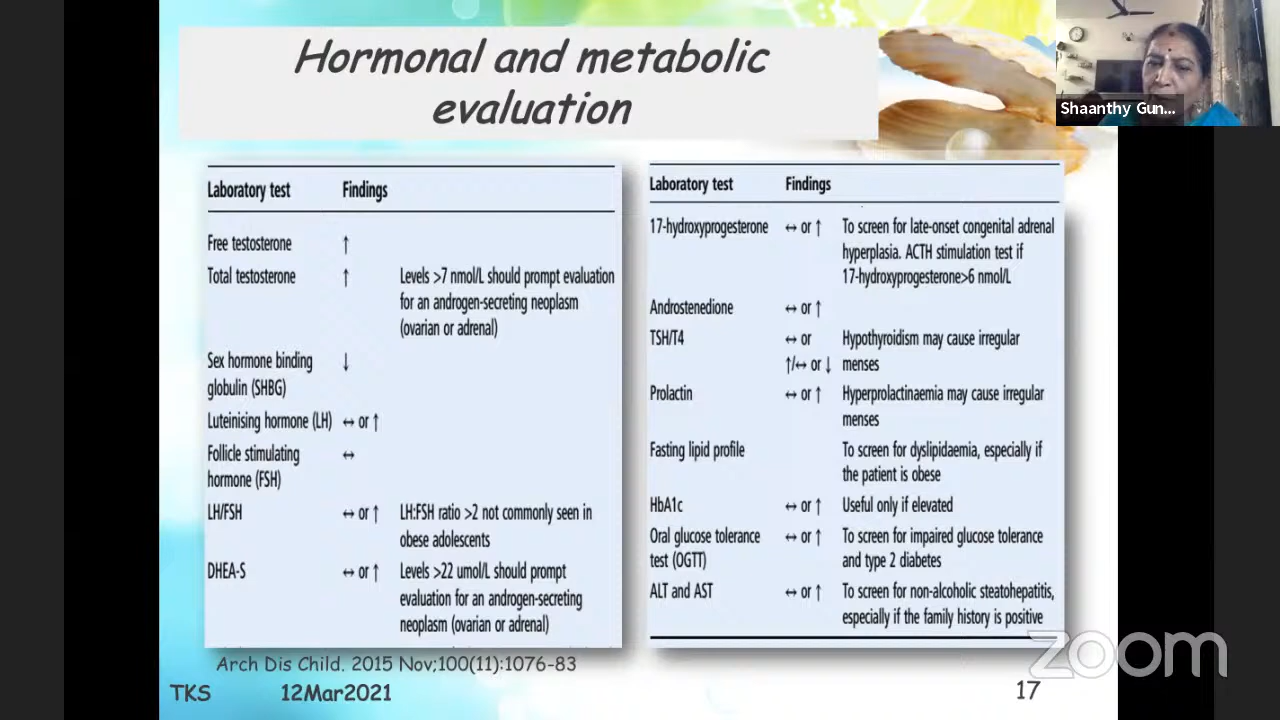 Hormonal and metabolic
evaluation
Shaanthy Gun...
Laboratory test Findings
Free testosterone ↑
Total testosterone ↑ Levels >7 nmol/L should prompt evaluation
for an androgen-secreting neoplasm
(ovarian or adrenal)
Sex hormone binding ↓
globulin (SHBG)
Luteinising hormone (LH) ↔ or ↑
Follicle stimulating ↔
hormone (FSH)
LH/FSH ↔ or ↑ LH:FSH ratio >2 not commonly seen in
obese adolescents
DHEA-S ↔ or ↑ Levels >22 umol/L should prompt
evaluation for an androgen-secreting
neoplasm (ovarian or adrenal)
Laboratory test Findings
17-hydroxyprogesterone ↔ or ↑ To screen for late-onset congenital adrenal
hyperplasia. ACTH stimulation test if
17-hydroxyprogesterone>6 nmol/L
Androstenedione ↔ or ↑
TSH/T4 ↔ or Hypothyroidism may cause irregular
↑/↔ or ↓ menses
Prolactin ↔ or ↑ Hyperprolactinaemia may cause irregular
menses
Fasting lipid profile To screen for dyslipidaemia, especially if
the patient is obese
HbA1c ↔ or ↑ Useful only if elevated
Oral glucose tolerance ↔ or ↑ To screen for impaired glucose tolerance
test (OGTT) and type 2 diabetes
ALT and AST ↔ or ↑ To screen for non-alcoholic steatohepatitis,
especially if the family history is positive
Arch Dis Child. 2015 Nov;100(11):1076-83
TKS 12Mar2021 17
zoom